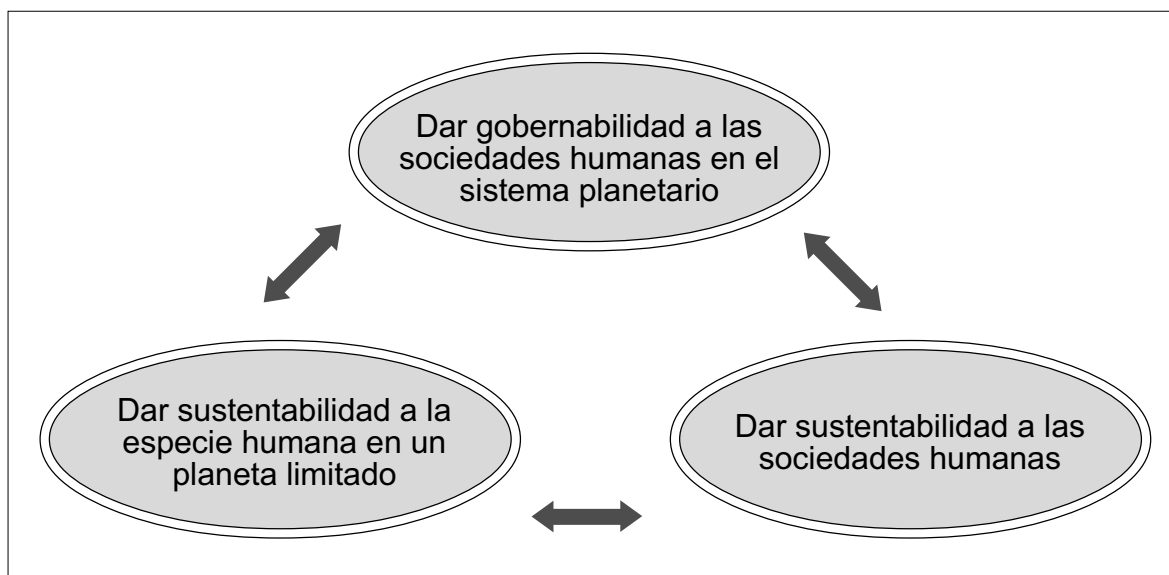 Dar gobernabilidad a las
sociedades humanas en el
sistema planetario
Dar sustentabilidad a la
especie humana en un
planeta limitado
Dar sustentabilidad a las
sociedades humanas